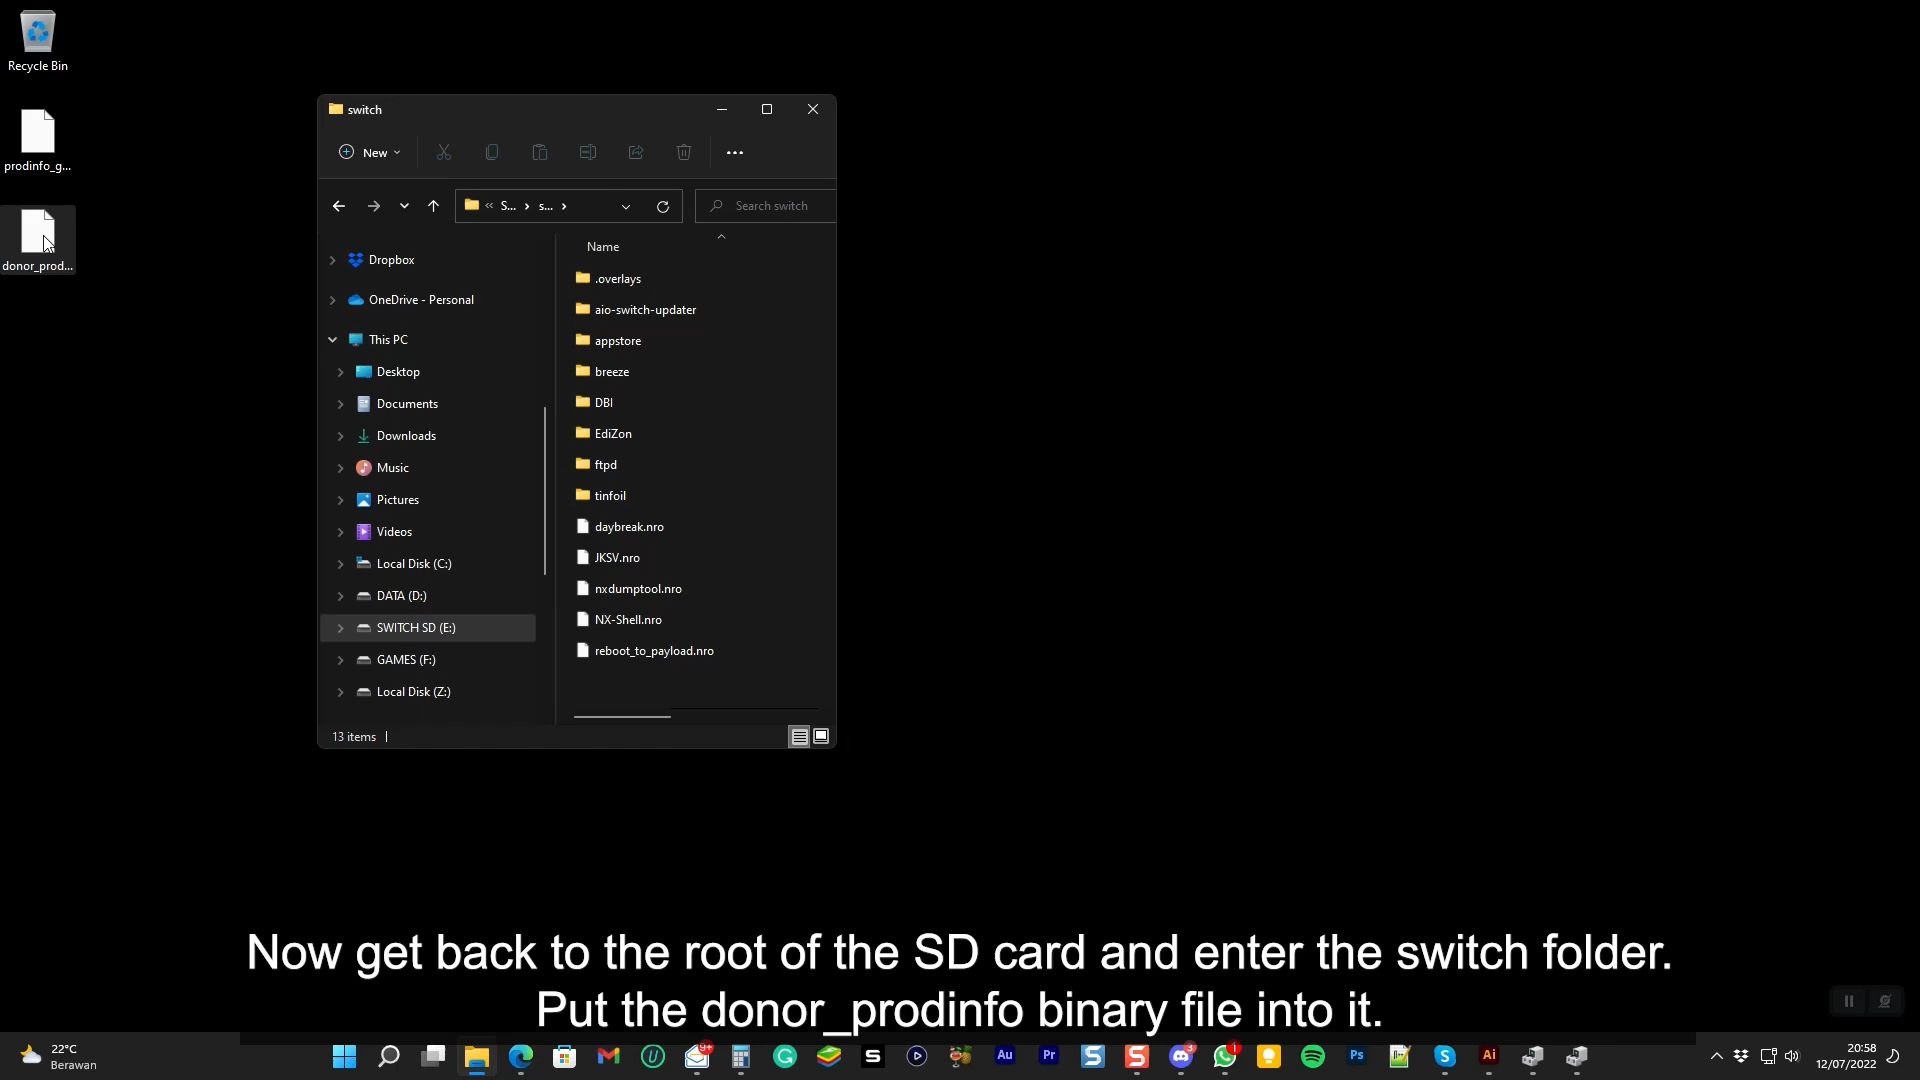 Recycle Bin
prodinfo_g...
donor_prod...
switch
New
S...
s...
Search switch
Dropbox
OneDrive - Personal
This PC
Desktop
Documents
Downloads
Music
Pictures
Videos
Local Disk (C:)
DATA (D:)
SWITCH SD (E:)
GAMES (F:)
Local Disk (Z:)
Name
.overlays
aio-switch-updater
appstore
breeze
DBI
EdiZon
ftpd
tinfoil
daybreak.nro
JKSV.nro
nxdumptool.nro
NX-Shell.nro
reboot_to_payload.nro
13 items
Now get back to the root of the SD card and enter the switch folder.
Put the donor_prodinfo binary file into it.
22°C
Berawan
9+
Au
Pr
3
1
Ps
Ai
20:58
12/07/2022